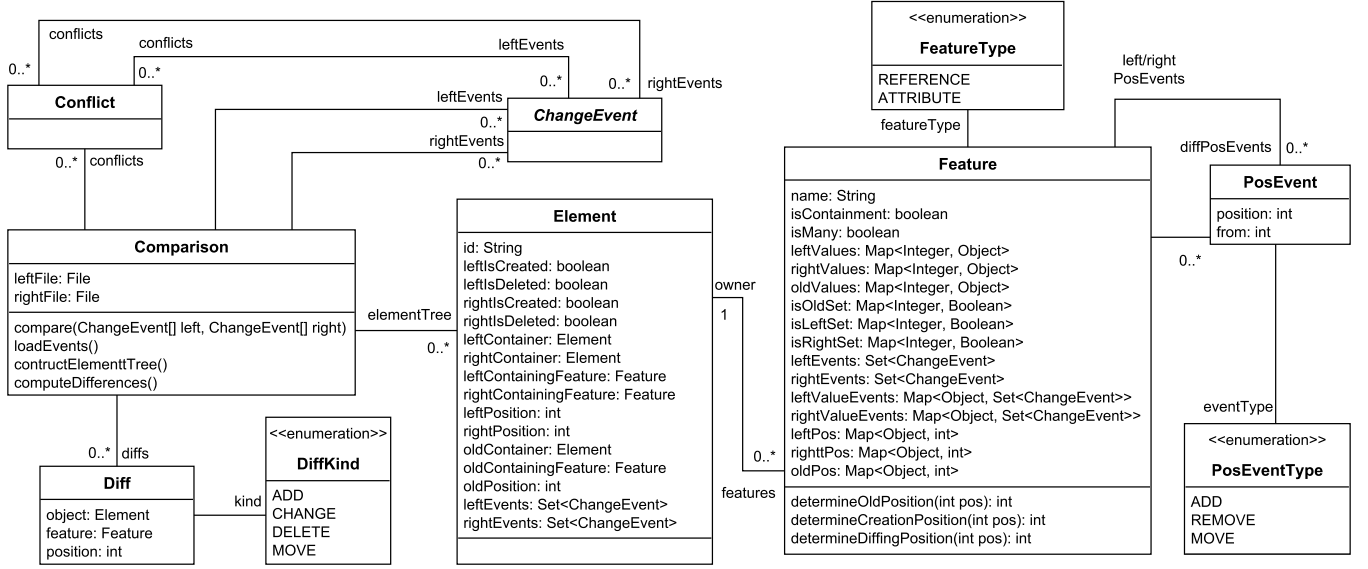 conflicts
0..*
conflicts
0..*
leftEvents
0..*
0..*
rightEvents
Conflict
leftEvents
0..*
rightEvents
0..*
ChangeEvent
0..*
conflicts
Comparison
leftFile: File
rightFile: File
compare(ChangeEvent[] left, ChangeEvent[] right)
loadEvents()
contructElementtTree()
computeDifferences()
elementTree
0..*
0..*
diffs
Diff
object: Element
feature: Feature
position: int
kind
<<enumeration>>
DiffKind
ADD
CHANGE
DELETE
MOVE
Element
id: String
leftIsCreated: boolean
leftIsDeleted: boolean
rightIsCreated: boolean
rightIsDeleted: boolean
leftContainer: Element
rightContainer: Element
leftContainingFeature: Feature
rightContainingFeature: Feature
leftPosition: int
rightPosition: int
oldContainer: Element
oldContainingFeature: Feature
oldPosition: int
leftEvents: Set<ChangeEvent>
rightEvents: Set<ChangeEvent>
owner
1
0..*
features
<<enumeration>>
FeatureType
REFERENCE
ATTRIBUTE
featureType
Feature
name: String
isContainment: boolean
isMany: boolean
leftValues: Map<Integer, Object>
rightValues: Map<Integer, Object>
oldValues: Map<Integer, Object>
isOldSet: Map<Integer, Boolean>
isLeftSet: Map<Integer, Boolean>
isRightSet: Map<Integer, Boolean>
leftEvents: Set<ChangeEvent>
rightEvents: Set<ChangeEvent>
leftValueEvents: Map<Object, Set<ChangeEvent>>
rightValueEvents: Map<Object, Set<ChangeEvent>>
leftPos: Map<Object, int>
righttPos: Map<Object, int>
oldPos: Map<Object, int>
determineOldPosition(int pos): int
determineCreationPosition(int pos): int
determineDiffingPosition(int pos): int
left/right
PosEvents
diffPosEvents
0..*
PosEvent
position: int
from: int
0..*
eventType
<<enumeration>>
PosEventType
ADD
REMOVE
MOVE